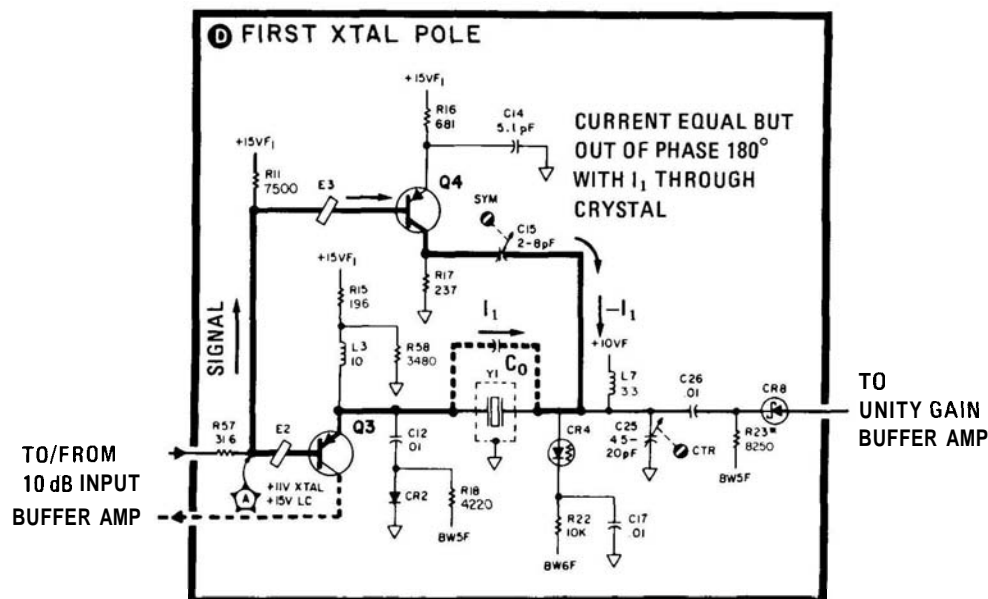 D FIRST XTAL POLE
+15VF1
R16
681
C14
5.1pF
CURRENT EQUAL BUT
OUT OF PHASE 180°
WITH I1 THROUGH
CRYSTAL
+15VF1
R11
7500
E3
Q4
SYM
C15
2-8pF
+15VF1
R15
196
R17
237
SIGNAL
I1
-I1
+10VF
L3
10
R58
3480
C0
Y1
L7
33
C26
.01
CR8
TO
UNITY GAIN
BUFFER AMP
R57
316
E2
Q3
C12
.01
CR4
C25
4.5-
20pF
CTR
R23*
8250
TO/FROM
10 dB INPUT
BUFFER AMP
A
+11V XTAL
+15V LC
CR2
R18
4220
BW5F
R22
10K
C17
.01
BW5F
BW6F